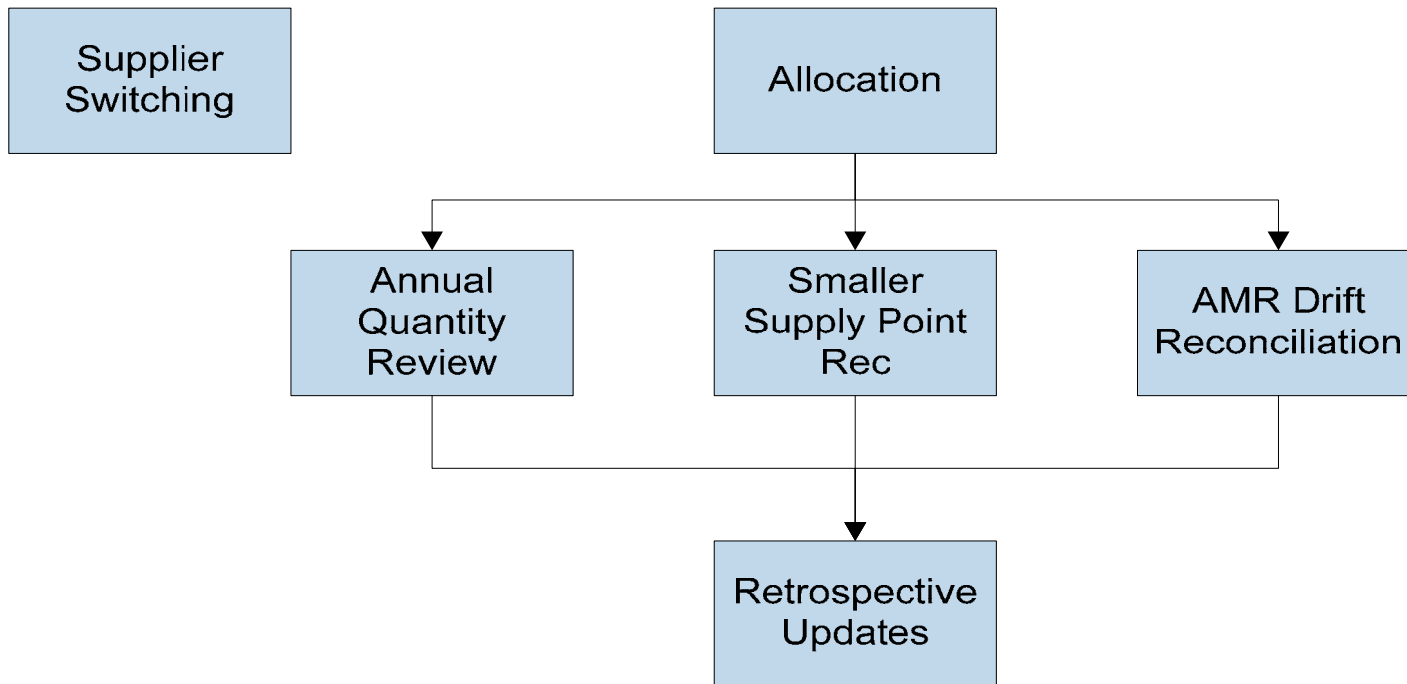 Supplier
Switching
Allocation
Annual
Quantity
Review
Smaller
Supply Point
Rec
AMR Drift
Reconciliation
Retrospective
Updates